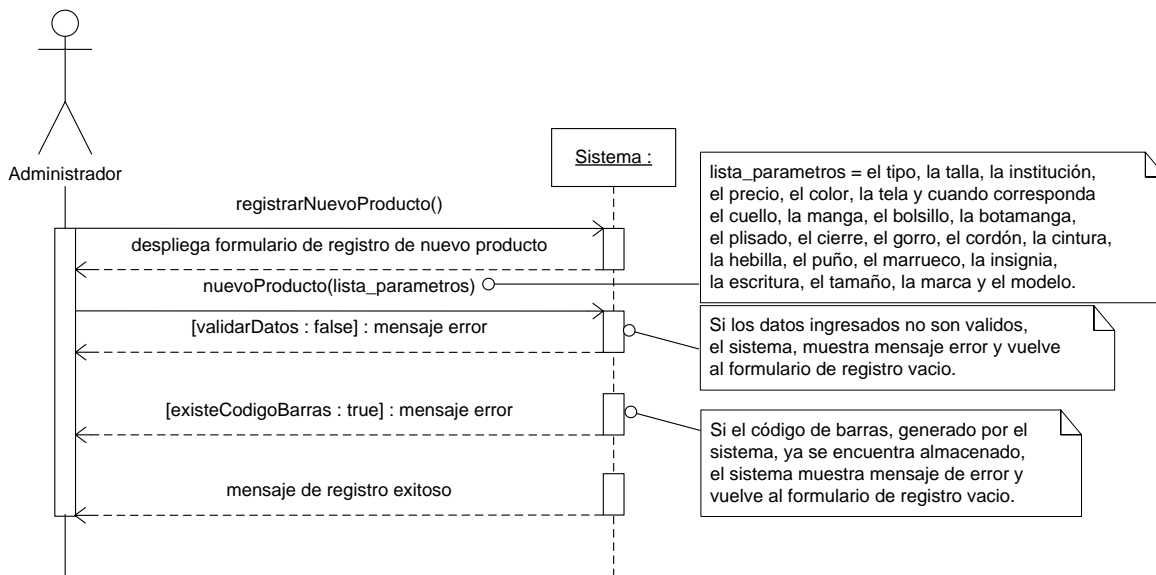 Administrador
Sistema :
registrarNuevoProducto()
despliega formulario de registro de nuevo producto
nuevoProducto(lista_parametros)
lista_parametros = el tipo, la talla, la institución,
el precio, el color, la tela y cuando corresponda
el cuello, la manga, el bolsillo, la botamanga,
el plisado, el cierre, el gorro, el cordón, la cintura,
la hebilla, el puño, el marrueco, la insignia,
la escritura, el tamaño, la marca y el modelo.
[validarDatos : false] : mensaje error
Si los datos ingresados no son validos,
el sistema, muestra mensaje error y vuelve
al formulario de registro vacio.
[existeCodigoBarras : true] : mensaje error
Si el código de barras, generado por el
sistema, ya se encuentra almacenado,
el sistema muestra mensaje de error y
vuelve al formulario de registro vacio.
mensaje de registro exitoso